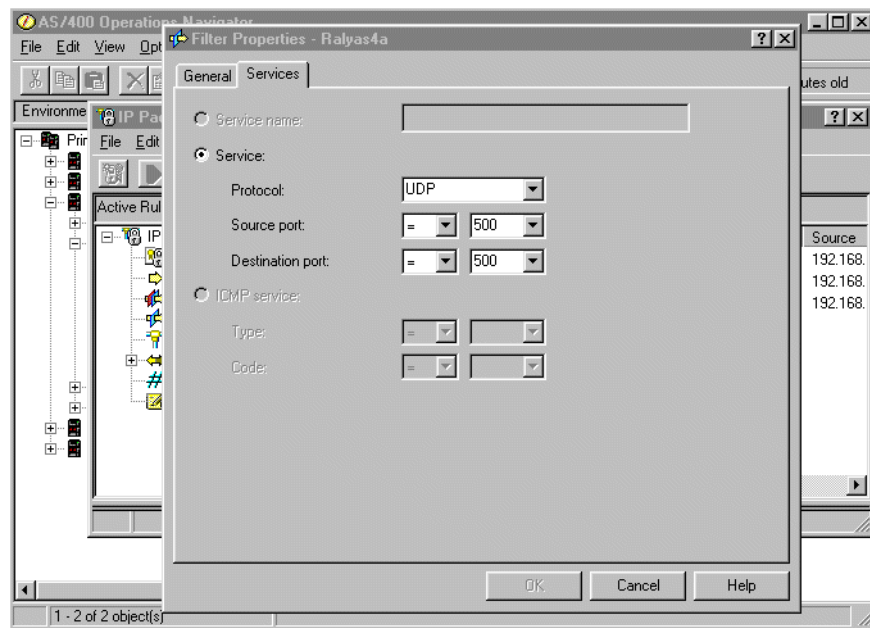 AS/400 Operations Navigator
File Edit View Opt
utes old
Environme
Prir
IP Pac
File Edit
Active Rul
IP
Source
192.168.
192.168.
192.168.
Filter Properties - Ralyas4a
General Services
Service name:
Service:
Protocol: UDP
Source port: = 500
Destination port: = 500
ICMP service:
Type: =
Code: =
OK Cancel Help
1 - 2 of 2 object(s)